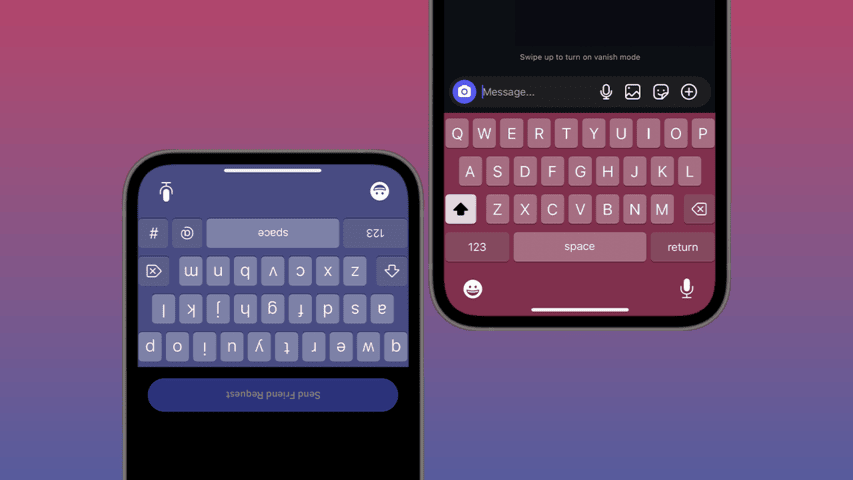 Swipe up to turn on vanish mode
Message...
Q W E R T Y U I O P
A S D F G H J K L
Z X C V B N M
123 space return
Send Friend Request
q w e r t y u i o p
a s d f g h j k l
z x c v b n m
123 space @ #